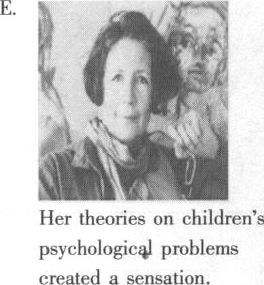 E.
Her theories on children's
psychological problems
created a sensation.